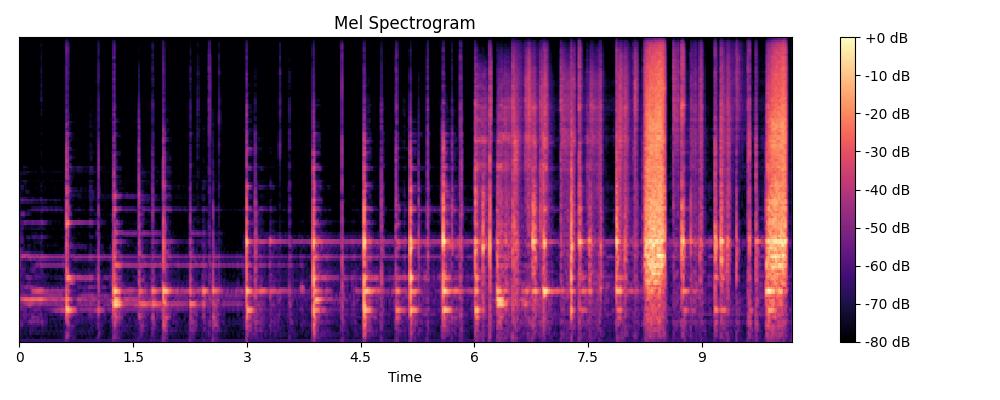 Mel Spectrogram
+0 dB
-10 dB
-20 dB
-30 dB
-40 dB
-50 dB
-60 dB
-70 dB
-80 dB
0 1.5 3 4.5 6 7.5 9
Time